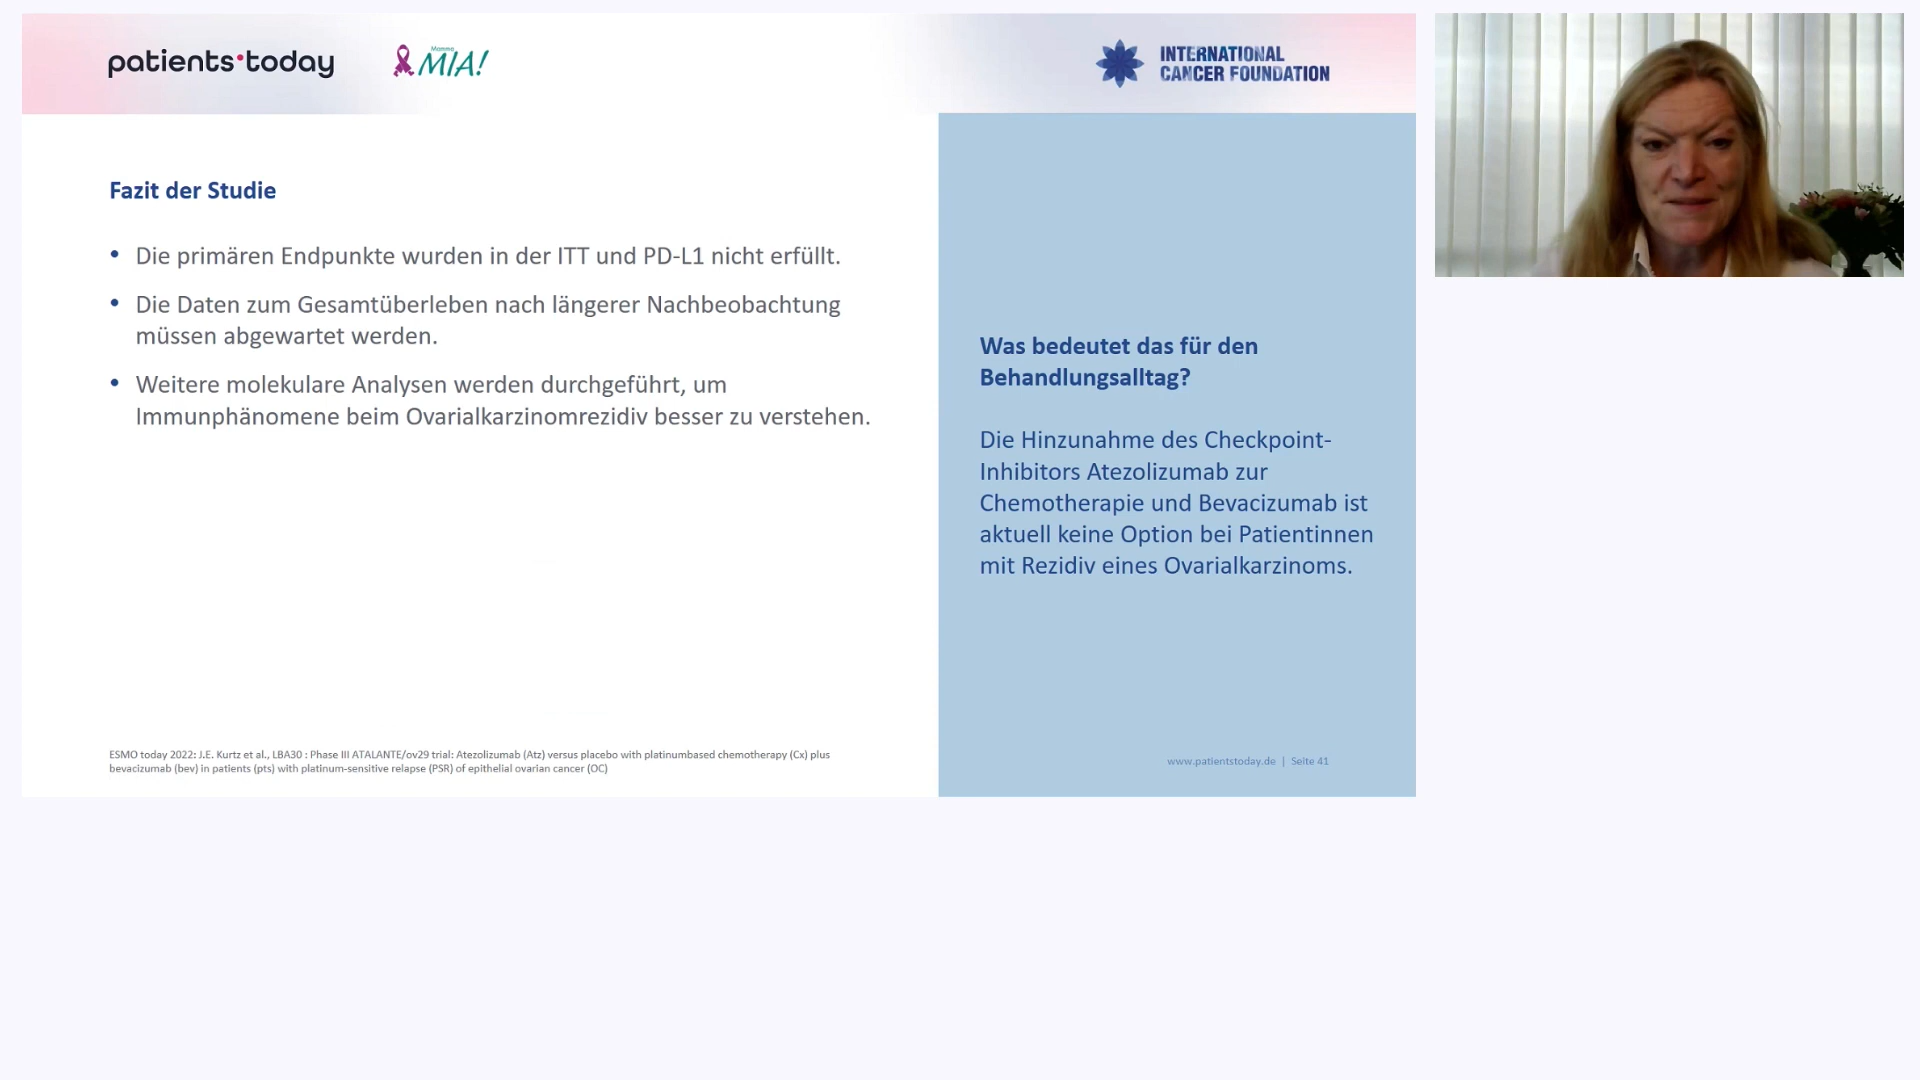 patients·today
Mamma
MIA!
INTERNATIONAL
CANCER FOUNDATION
Fazit der Studie
• Die primären Endpunkte wurden in der ITT und PD-L1 nicht erfüllt.
• Die Daten zum Gesamtüberleben nach längerer Nachbeobachtung
müssen abgewartet werden.
• Weitere molekulare Analysen werden durchgeführt, um
Immunphänomene beim Ovarialkarzinomrezidiv besser zu verstehen.
Was bedeutet das für den
Behandlungsalltag?
Die Hinzunahme des Checkpoint-
Inhibitors Atezolizumab zur
Chemotherapie und Bevacizumab ist
aktuell keine Option bei Patientinnen
mit Rezidiv eines Ovarialkarzinoms.
ESMO today 2022: J.E. Kurtz et al., LBA30 : Phase III ATALANTE/ov29 trial: Atezolizumab (Atz) versus placebo with platinumbased chemotherapy (Cx) plus
bevacizumab (bev) in patients (pts) with platinum-sensitive relapse (PSR) of epithelial ovarian cancer (OC)
www.patientstoday.de | Seite 41